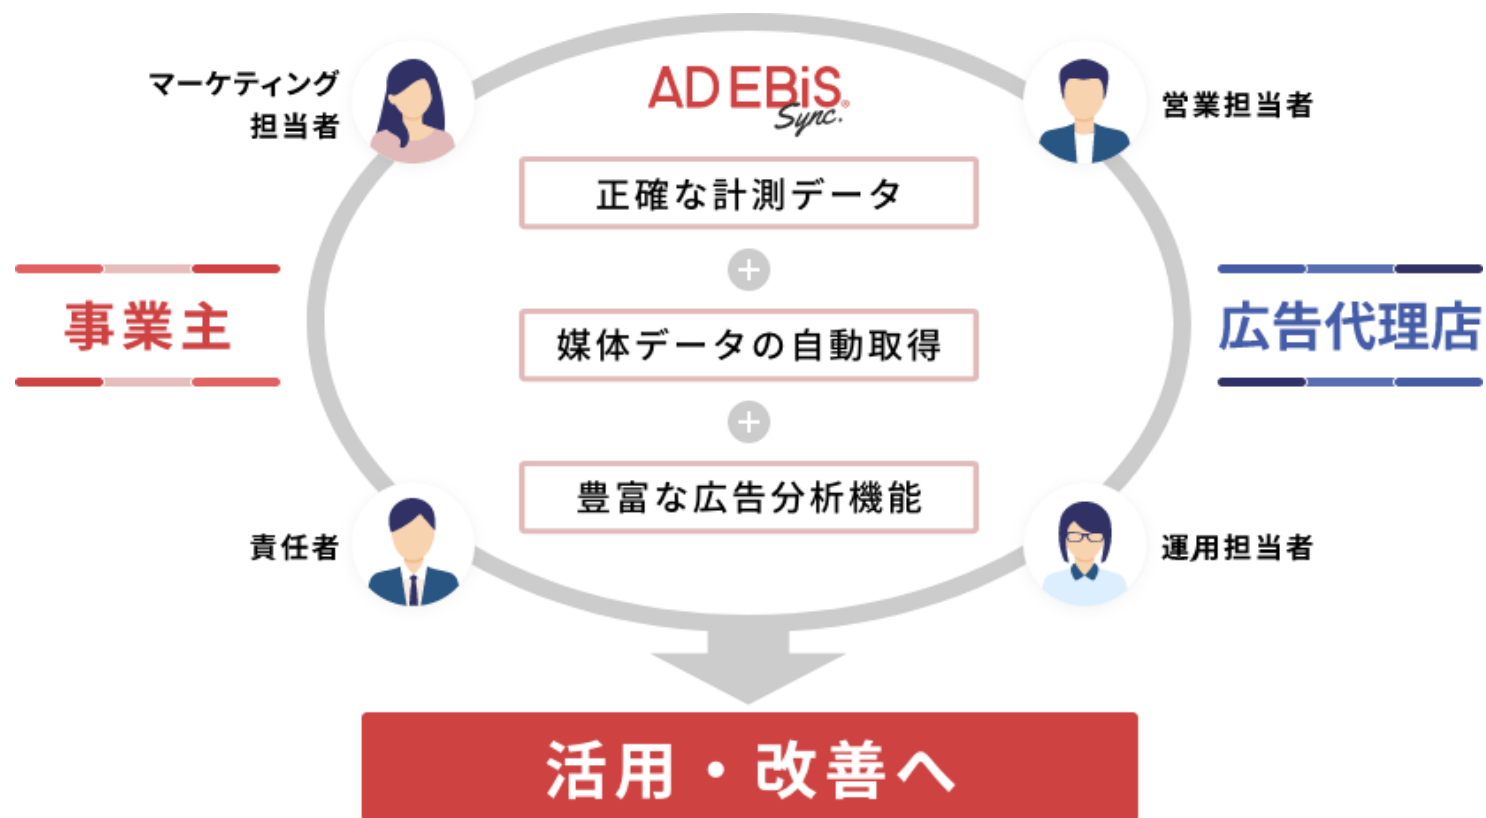 AD EBiS®
Sync.
マーケティング
担当者
営業担当者
正確な計測データ
+
事業主
媒体データの自動取得
広告代理店
+
豊富な広告分析機能
責任者
運用担当者
活用・改善へ